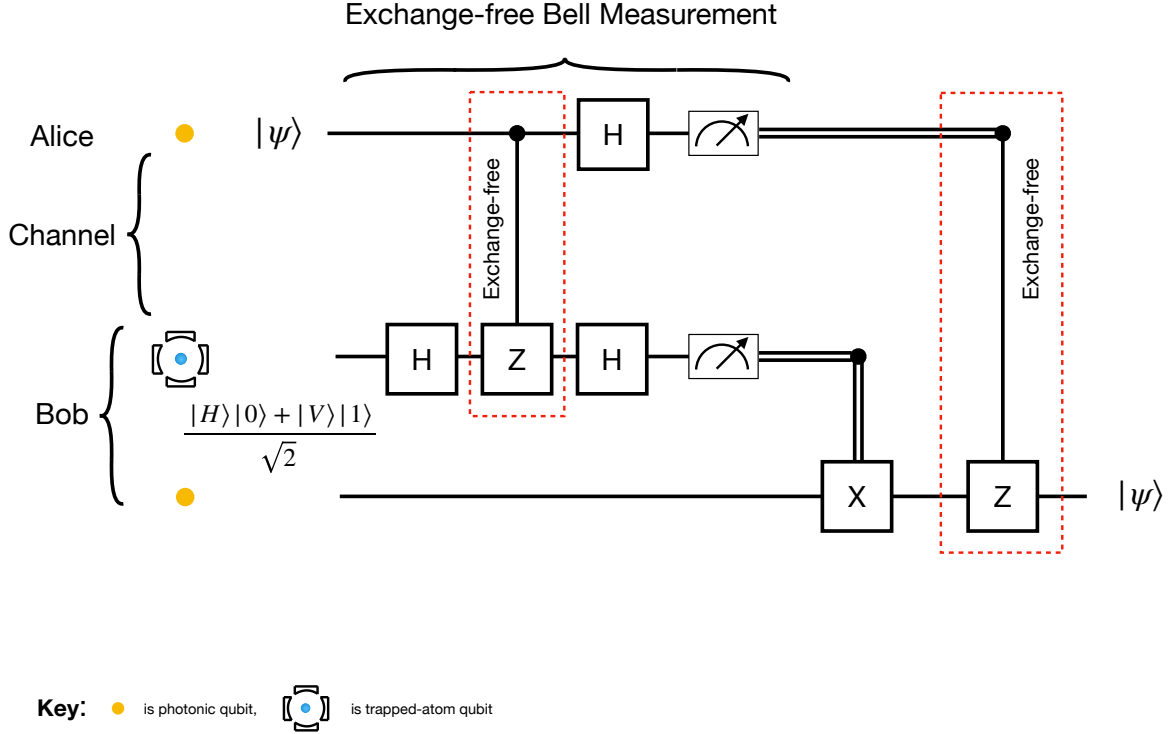 Exchange-free Bell Measurement
Alice
|ψ⟩
H
Exchange-free
Exchange-free
Channel
H
Z
H
Bob
|H⟩|0⟩ + |V⟩|1⟩
√2
X
Z
|ψ⟩
Key: is photonic qubit, is trapped-atom qubit